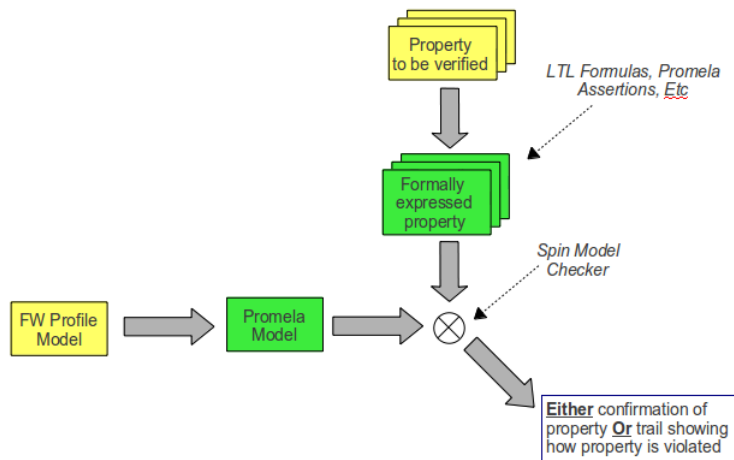 Property
to be verified
LTL Formulas, Promela
Assertions, Etc
Formally
expressed
property
Spin Model
Checker
FW Profile
Model
Promela
Model
Either confirmation of
property Or trail showing
how property is violated